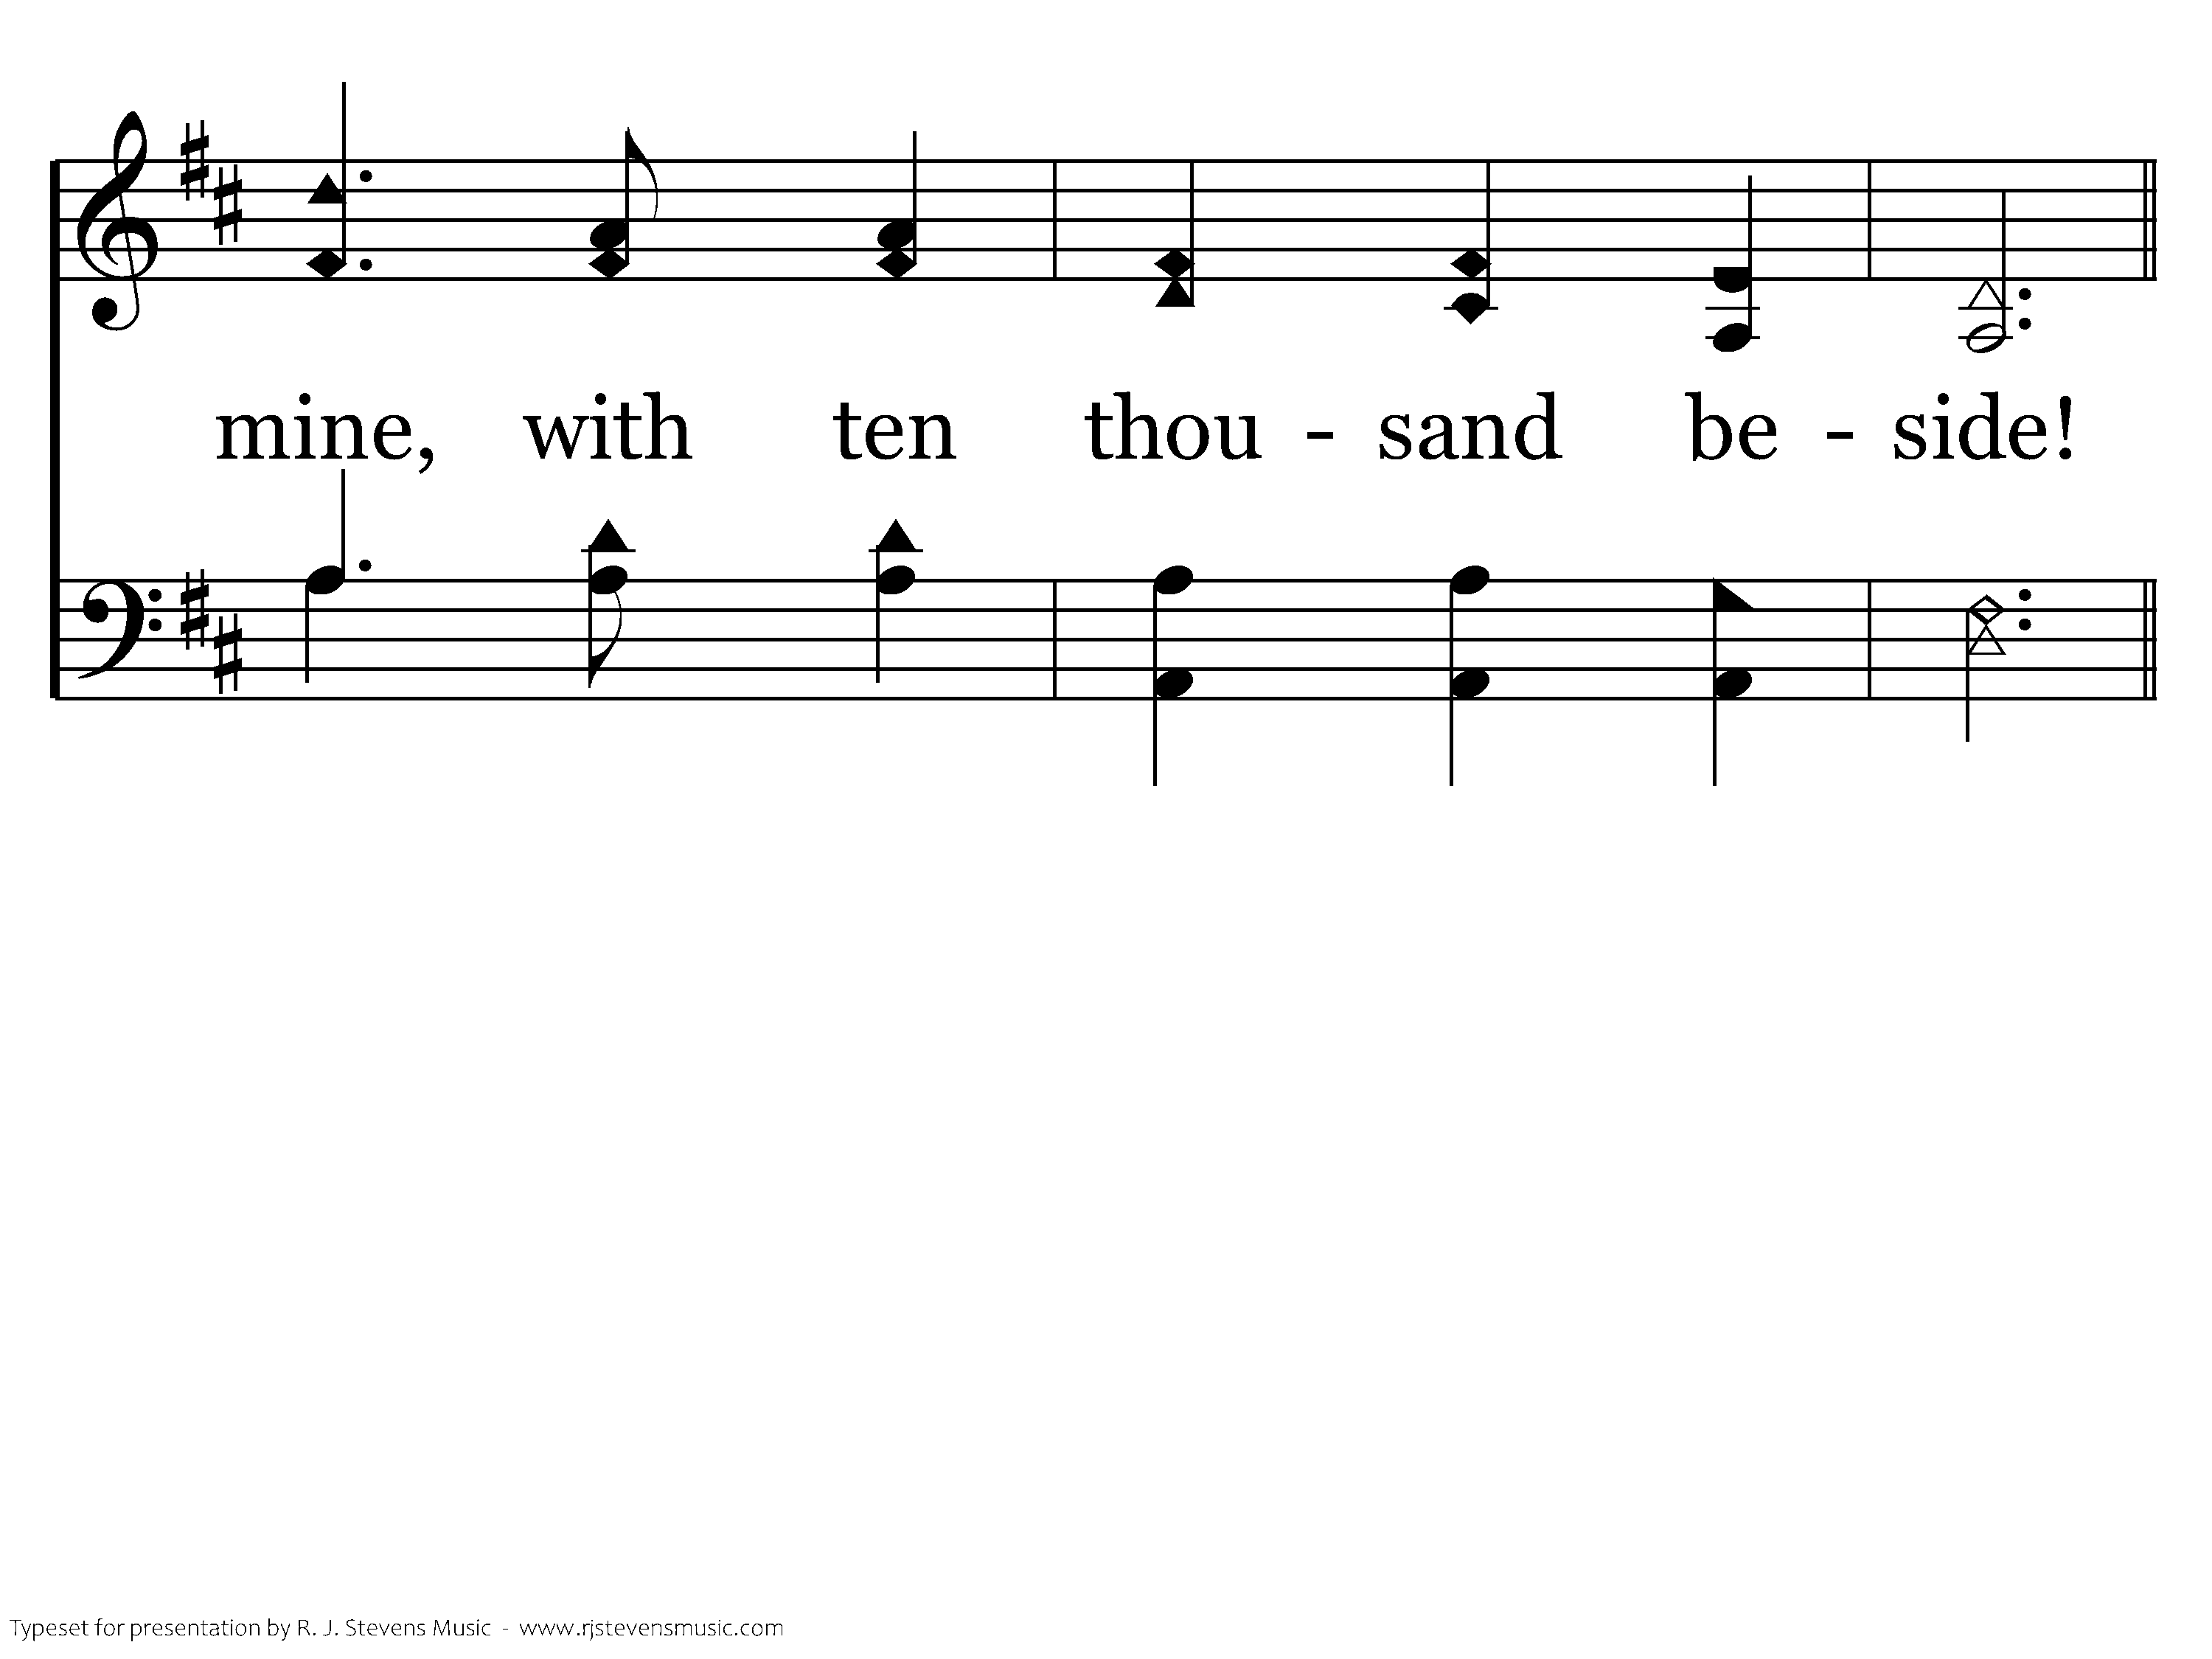 mine, with ten thou - sand be - side!
Typeset for presentation by R. J. Stevens Music - www.rjstevensmusic.com